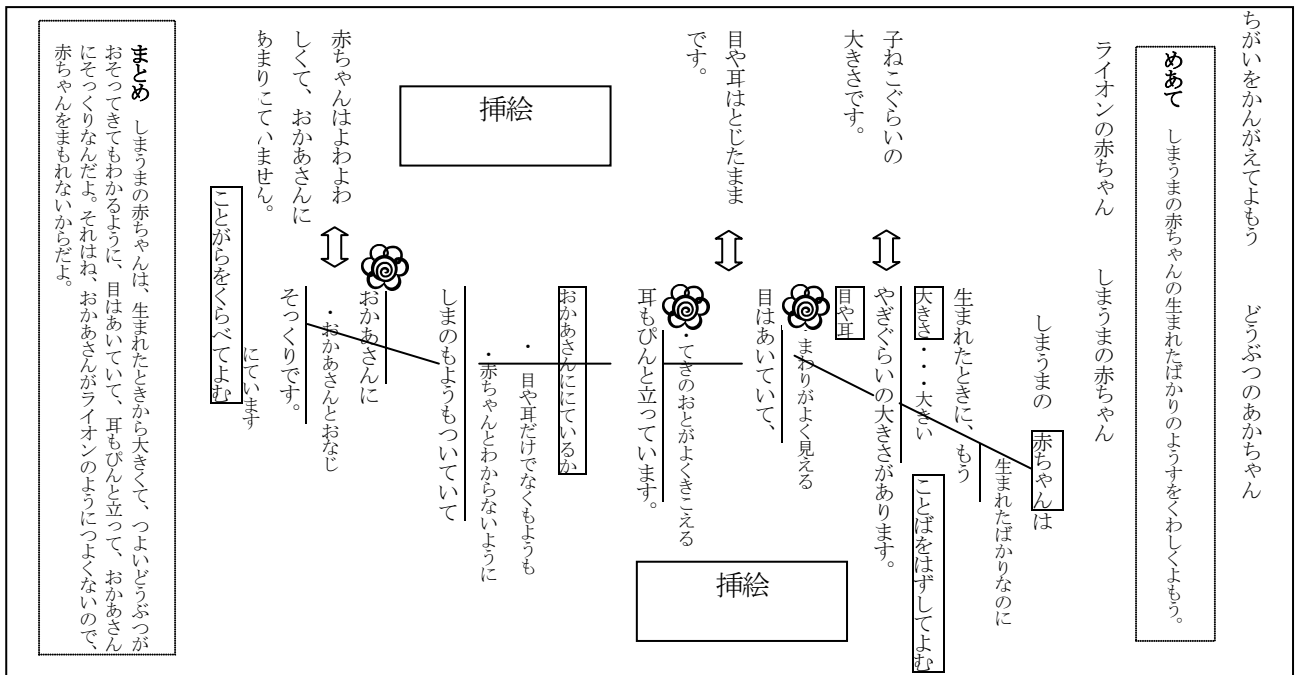 ちがいをかんがえてよもう　どうぶつのあかちゃん
めあて　しまうまの赤ちゃんの生まれたばかりのようすをくわしくよもう。
ライオンの赤ちゃん　しまうまの赤ちゃん
しまうまの　赤ちゃんは
生まれたばかりなのに
生まれたときに、もう
大きさ・・・大きい
ことばをはずしてよむ
やぎぐらいの大きさがあります。
子ねこぐらいの
大きさです。
目や耳
・まわりがよく見える
目はあいていて、
・てきのおとがよくきこえる
耳もぴんと立っています。
目や耳はとじたまま
です。
挿絵
おかあさんににているか
・目や耳だけでなくもようも
・赤ちゃんとわからないように
しまのもようもついていて
おかあさんに
・おかあさんとおなじ
そっくりです。
にています
挿絵
赤ちゃんはよわよわ
しくて、おかあさんに
あまりにていません。
ことがらをくらべてよむ
まとめ　しまうまの赤ちゃんは、生まれたときから大きくて、つよいどうぶつが
おそってきてもわかるように、目はあいていて、耳もぴんと立って、おかあさん
にそっくりなんだよ。それはね、おかあさんがライオンのようにつよくないので、
赤ちゃんをまもれないからだよ。